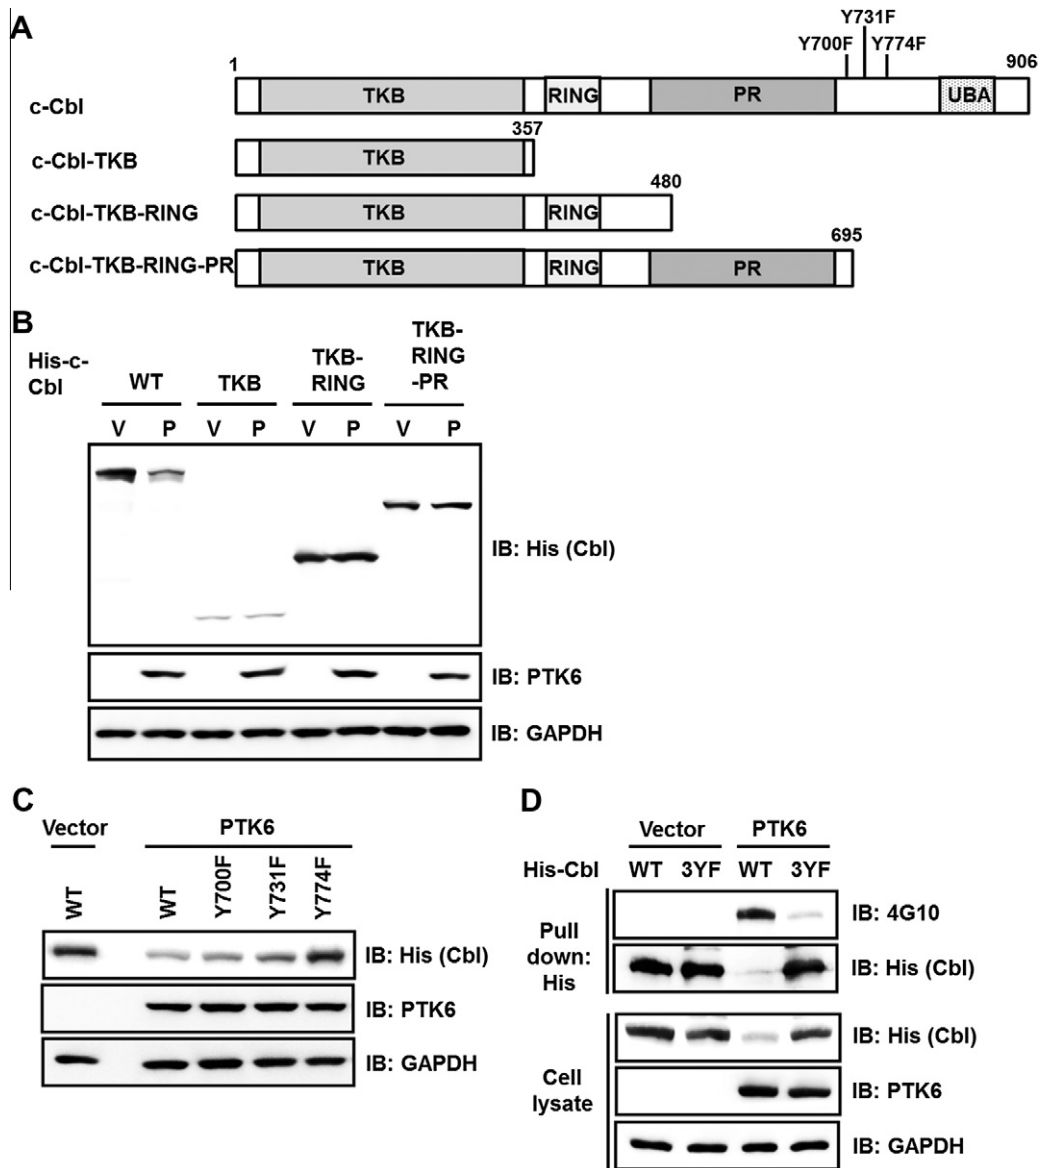 A
Y731F
Y700F Y774F
1 906
c-Cbl TKB RING PR UBA
357
c-Cbl-TKB TKB
480
c-Cbl-TKB-RING TKB RING
695
c-Cbl-TKB-RING-PR TKB RING PR
B
His-c-
Cbl
WT
TKB
TKB-
RING
TKB-
RING
-PR
V P V P V P V P
IB: His (Cbl)
IB: PTK6
IB: GAPDH
C
Vector PTK6
WT WT Y700F Y731F Y774F
IB: His (Cbl)
IB: PTK6
IB: GAPDH
D
Vector PTK6
His-Cbl WT 3YF WT 3YF
Pull
down:
His
IB: 4G10
IB: His (Cbl)
Cell
lysate
IB: His (Cbl)
IB: PTK6
IB: GAPDH